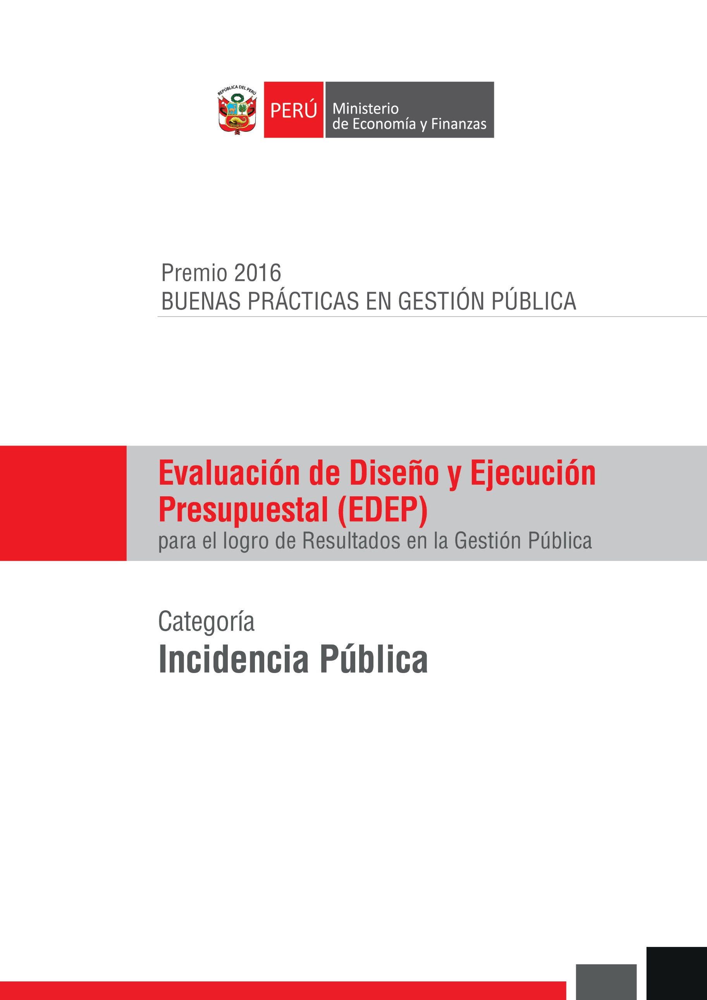 REPÚBLICA DEL PERÚ
PERÚ
Ministerio
de Economía y Finanzas
Premio 2016
BUENAS PRÁCTICAS EN GESTIÓN PÚBLICA
Evaluación de Diseño y Ejecución
Presupuestal (EDEP)
para el logro de Resultados en la Gestión Pública
Categoría
Incidencia Pública